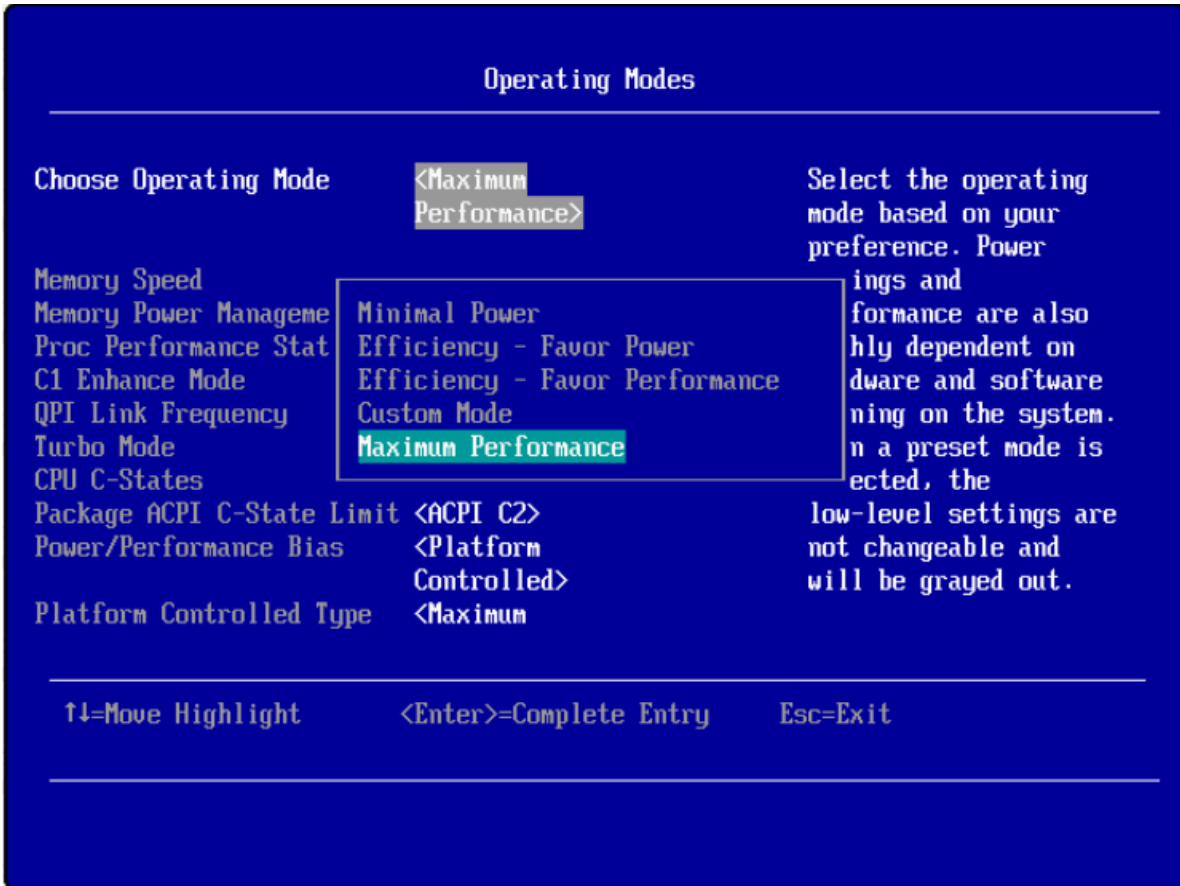 Operating Modes
Choose Operating Mode <Maximum
Performance>
Select the operating
mode based on your
preference. Power
ings and
formance are also
hly dependent on
dware and software
ning on the system.
n a preset mode is
ected, the
low-level settings are
not changeable and
will be grayed out.
Memory Speed
Memory Power Manageme
Proc Performance Stat
C1 Enhance Mode
QPI Link Frequency
Turbo Mode
CPU C-States
Package ACPI C-State Limit <ACPI C2>
Power/Performance Bias <Platform
Controlled>
Platform Controlled Type <Maximum
Minimal Power
Efficiency - Favor Power
Efficiency - Favor Performance
Custom Mode
Maximum Performance
↑↓=Move Highlight <Enter>=Complete Entry Esc=Exit